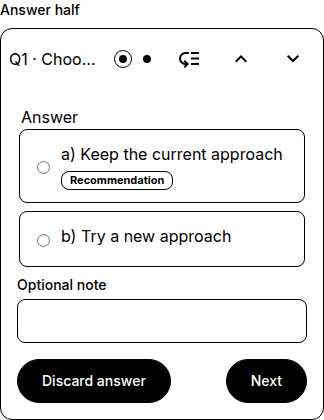 Answer half
Q1 · Choo...
Answer
a) Keep the current approach
Recommendation
b) Try a new approach
Optional note
Discard answer
Next